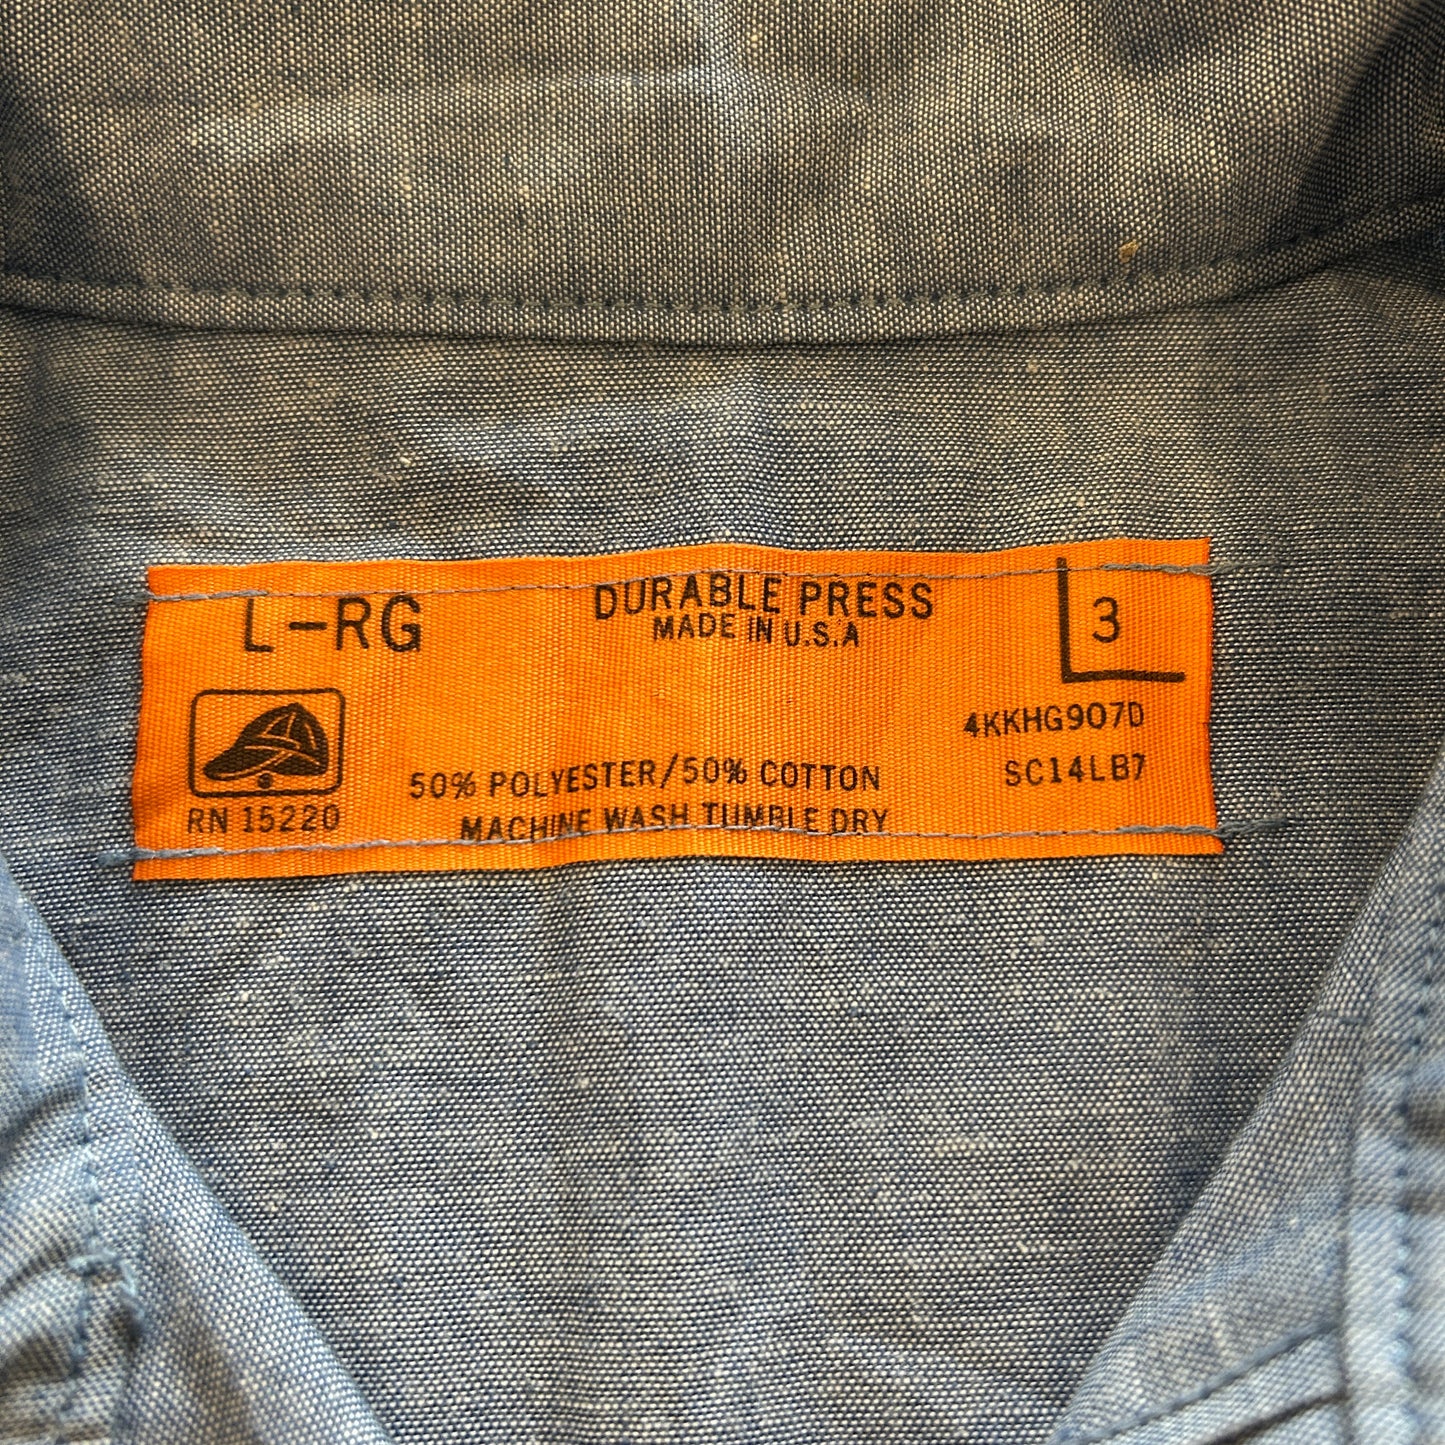 L-RG
DURABLE PRESS
MADE IN U.S.A
3
4KKHG907D
SC14LB7
RN 15220
50% POLYESTER/50% COTTON
MACHINE WASH TUMBLE DRY